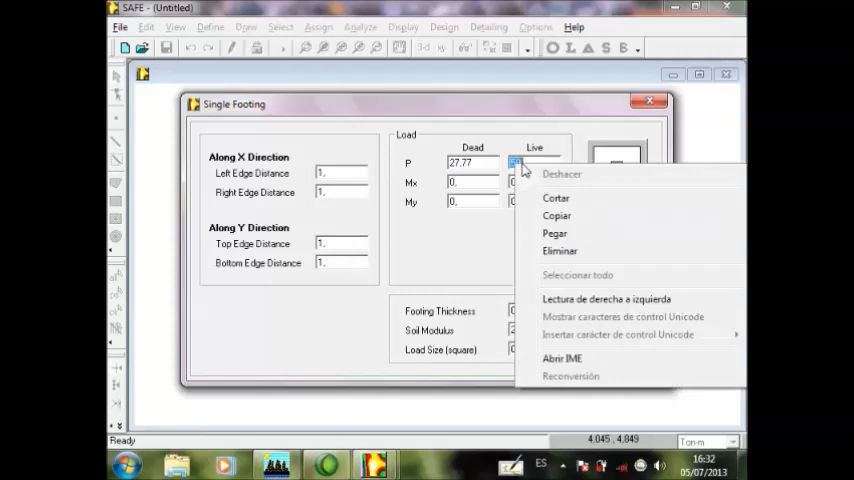 SAFE - (Untitled)
File Edit View Define Draw Select Assign Analyze Display Design Detailing Options Help
3-d
Single Footing
Load
Dead Live
Along X Direction
P 27.77
Left Edge Distance 1,
Mx 0,
Right Edge Distance 1,
My 0,
Along Y Direction
Top Edge Distance 1,
Bottom Edge Distance 1,
Footing Thickness
Soil Modulus
Load Size (square)
Deshacer
Cortar
Copiar
Pegar
Eliminar
Seleccionar todo
Lectura de derecha a izquierda
Mostrar caracteres de control Unicode
Insertar carácter de control Unicode
Abrir IME
Reconversión
Ready 4.045 , 4.849 Ton-m
ES 16:32
05/07/2013